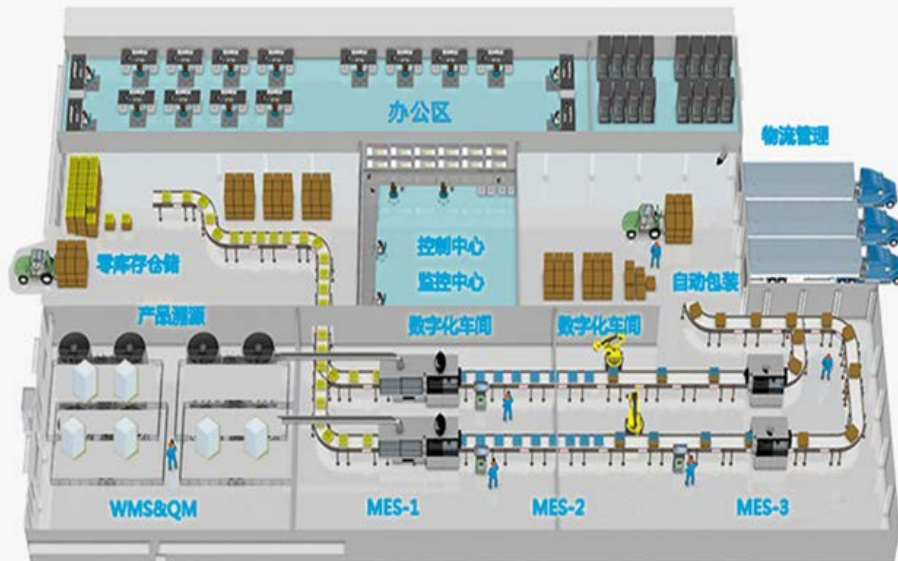 办公区
物流管理
控制中心
监控中心
零库存仓储
自动包装
产品溯源
数字化车间
数字化车间
WMS&QM
MES-1
MES-2
MES-3